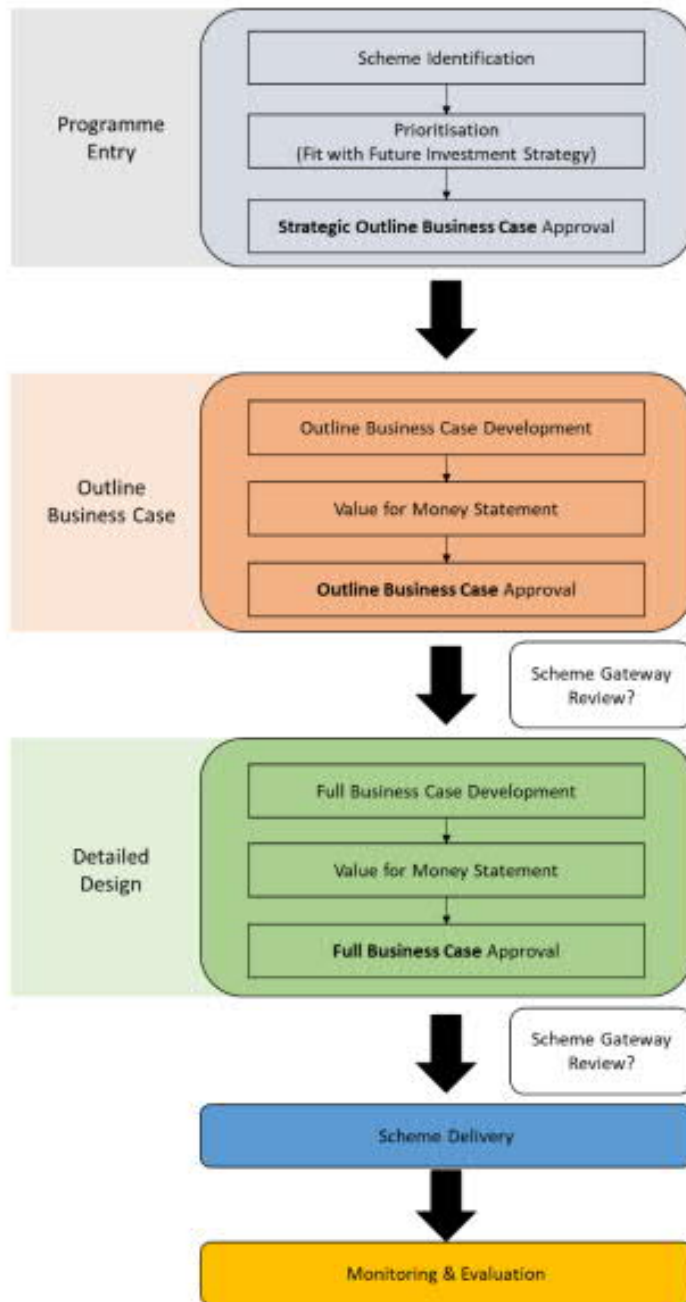 Programme
Entry
Scheme Identification
Prioritisation
(Fit with Future Investment Strategy)
Strategic Outline Business Case Approval
Outline
Business Case
Outline Business Case Development
Value for Money Statement
Outline Business Case Approval
Scheme Gateway
Review?
Detailed
Design
Full Business Case Development
Value for Money Statement
Full Business Case Approval
Scheme Gateway
Review?
Scheme Delivery
Monitoring & Evaluation